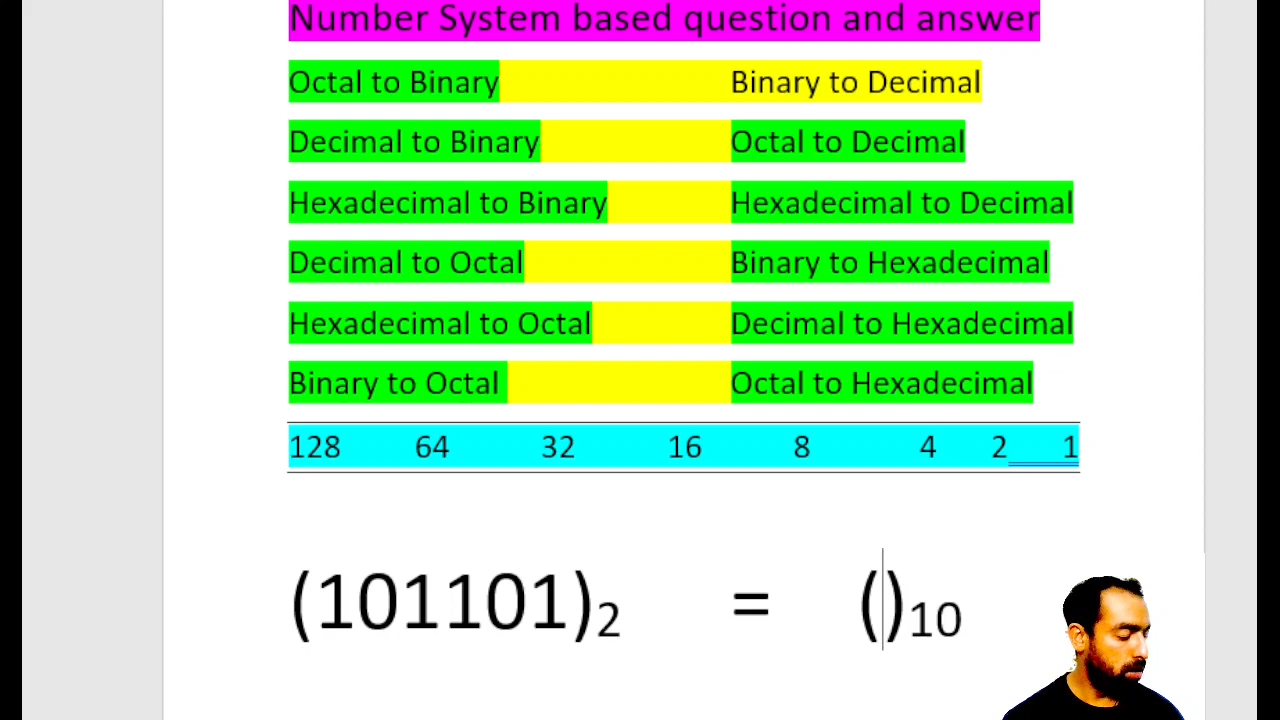 Number System based question and answer
Octal to Binary Binary to Decimal
Decimal to Binary Octal to Decimal
Hexadecimal to Binary Hexadecimal to Decimal
Decimal to Octal Binary to Hexadecimal
Hexadecimal to Octal Decimal to Hexadecimal
Binary to Octal Octal to Hexadecimal
128 64 32 16 8 4 2 1
(101101)₂ = ()₁₀